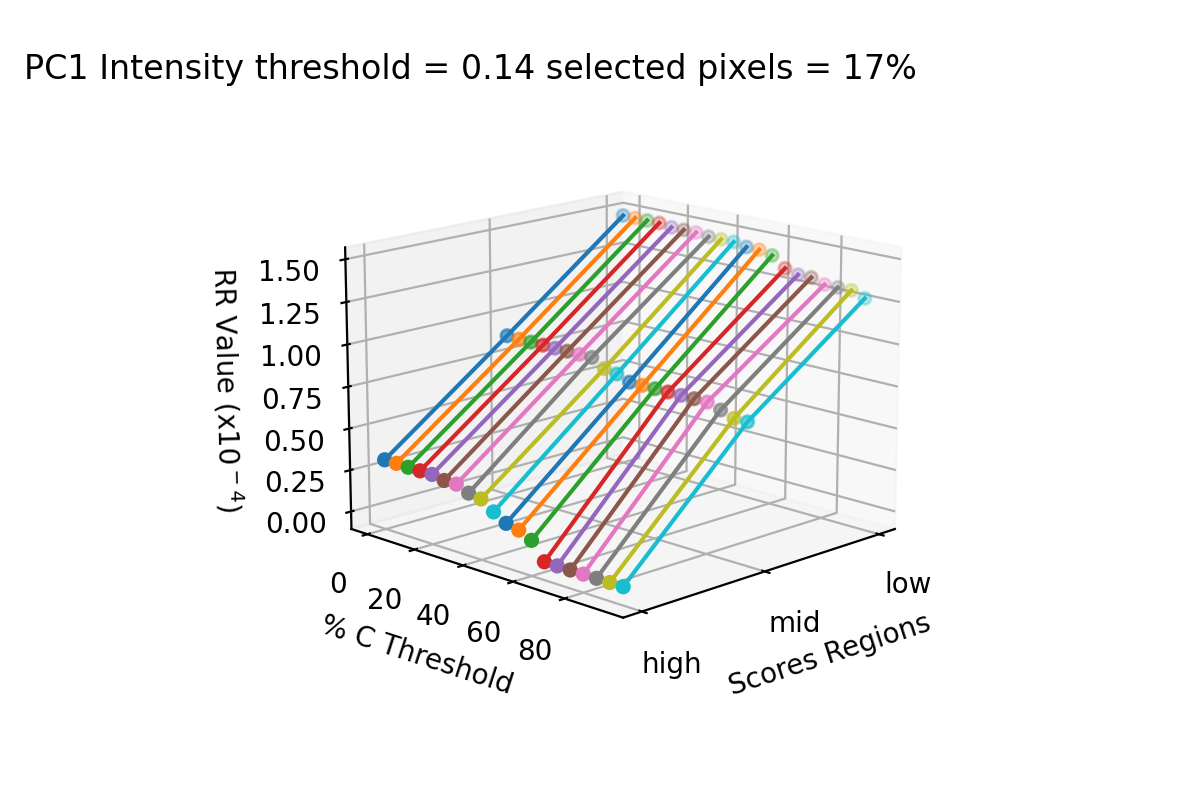 PC1 Intensity threshold = 0.14 selected pixels = 17%
RR Value (x10⁻⁴)
1.50
1.25
1.00
0.75
0.50
0.25
0.00
0
20
40
60
80
% C Threshold
high
mid
low
Scores Regions